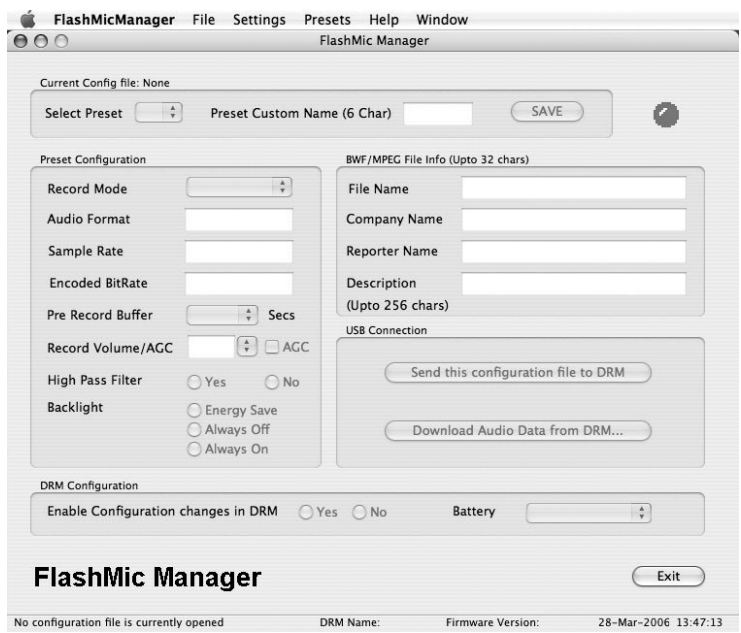 FlashMicManager File Settings Presets Help Window
FlashMic Manager
Current Config file: None
Select Preset Preset Custom Name (6 Char) SAVE
Preset Configuration
Record Mode
Audio Format
Sample Rate
Encoded BitRate
Pre Record Buffer Secs
Record Volume/AGC AGC
High Pass Filter Yes No
Backlight Energy Save
Always Off
Always On
BWF/MPEG File Info (Upto 32 chars)
File Name
Company Name
Reporter Name
Description
(Upto 256 chars)
USB Connection
Send this configuration file to DRM
Download Audio Data from DRM...
DRM Configuration
Enable Configuration changes in DRM Yes No Battery
FlashMic Manager
Exit
No configuration file is currently opened DRM Name: Firmware Version: 28-Mar-2006 13:47:13